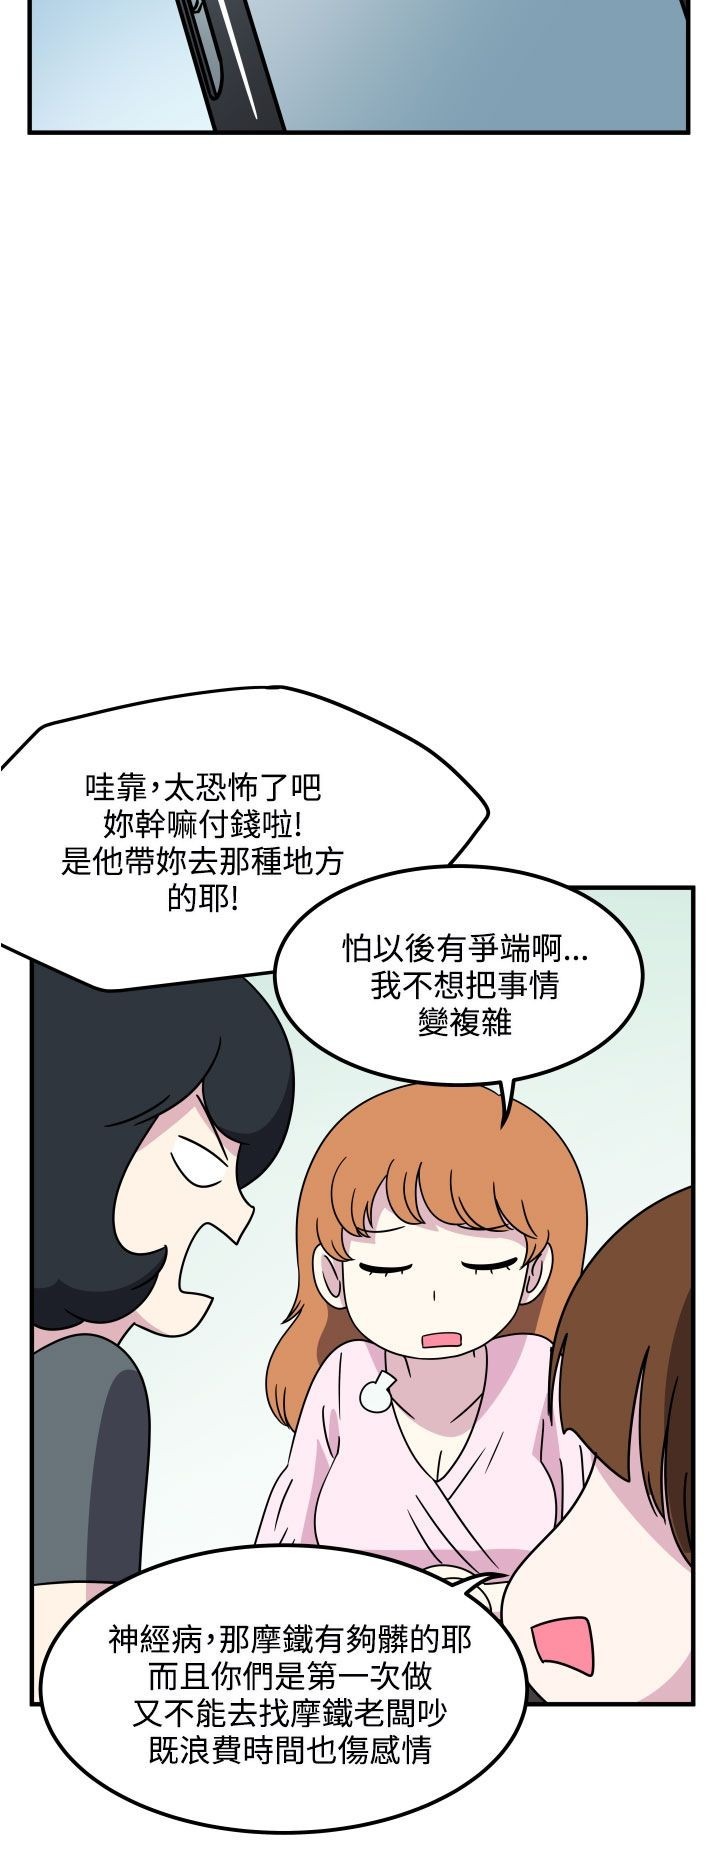 哇靠，太恐怖了吧
妳幹嘛付錢啦!
是他帶妳去那種地方
的耶!
怕以後有爭端啊...
我不想把事情
變複雜
神經病，那摩鐵有夠髒的耶
而且你們是第一次做
又不能去找摩鐵老闆吵
既浪費時間也傷感情